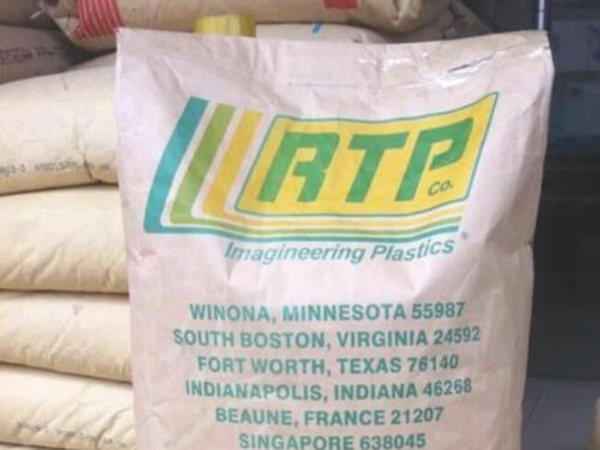 RTP
CO.
Imagineering Plastics®
WINONA, MINNESOTA 55987
SOUTH BOSTON, VIRGINIA 24592
FORT WORTH, TEXAS 76140
INDIANAPOLIS, INDIANA 46268
BEAUNE, FRANCE 21207
SINGAPORE 638045